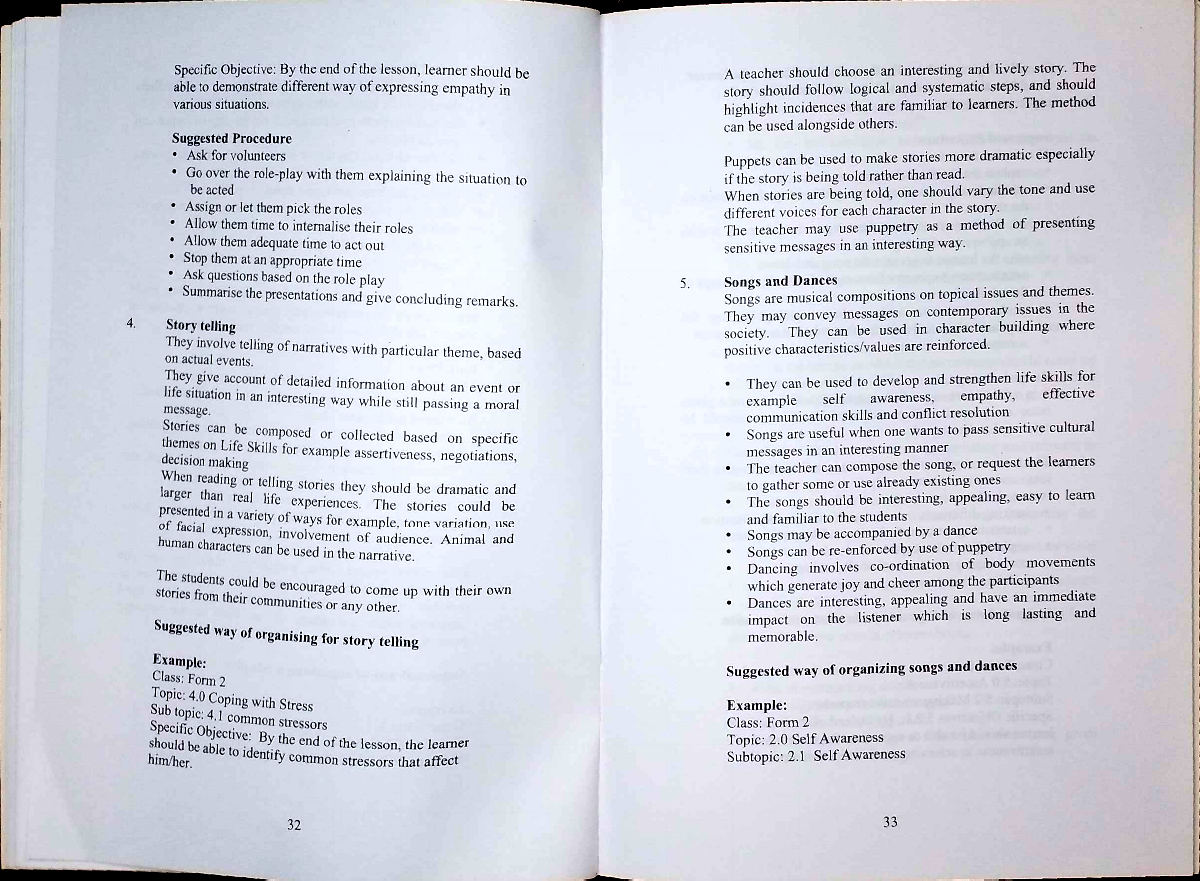 Specific Objective: By the end of the lesson, learner should be
able to demonstrate different way of expressing empathy in
various situations.
Suggested Procedure
• Ask for volunteers
• Go over the role-play with them explaining the situation to
be acted
• Assign or let them pick the roles
• Allow them time to internalise their roles
• Allow them adequate time to act out
• Stop them at an appropriate time
• Ask questions based on the role play
• Summarise the presentations and give concluding remarks.
4. Story telling
They involve telling of narratives with particular theme, based
on actual events.
They give account of detailed information about an event or
life situation in an interesting way while still passing a moral
message.
Stories can be composed or collected based on specific
themes on Life Skills for example assertiveness, negotiations,
decision making
When reading or telling stories they should be dramatic and
larger than real life experiences. The stories could be
presented in a variety of ways for example, tone variation, use
of facial expression, involvement of audience. Animal and
human characters can be used in the narrative.
The students could be encouraged to come up with their own
stories from their communities or any other.
Suggested way of organising for story telling
Example:
Class: Form 2
Topic: 4.0 Coping with Stress
Sub topic: 4.1 common stressors
Specific Objective: By the end of the lesson, the learner
should be able to identify common stressors that affect
him/her.
32
A teacher should choose an interesting and lively story. The
story should follow logical and systematic steps, and should
highlight incidences that are familiar to learners. The method
can be used alongside others.
Puppets can be used to make stories more dramatic especially
if the story is being told rather than read.
When stories are being told, one should vary the tone and use
different voices for each character in the story.
The teacher may use puppetry as a method of presenting
sensitive messages in an interesting way.
5. Songs and Dances
Songs are musical compositions on topical issues and themes.
They may convey messages on contemporary issues in the
society. They can be used in character building where
positive characteristics/values are reinforced.
• They can be used to develop and strengthen life skills for
example self awareness, empathy, effective
communication skills and conflict resolution
• Songs are useful when one wants to pass sensitive cultural
messages in an interesting manner
• The teacher can compose the song, or request the learners
to gather some or use already existing ones
• The songs should be interesting, appealing, easy to learn
and familiar to the students
• Songs may be accompanied by a dance
• Songs can be re-enforced by use of puppetry
• Dancing involves co-ordination of body movements
which generate joy and cheer among the participants
• Dances are interesting, appealing and have an immediate
impact on the listener which is long lasting and
memorable.
Suggested way of organizing songs and dances
Example:
Class: Form 2
Topic: 2.0 Self Awareness
Subtopic: 2.1 Self Awareness
33